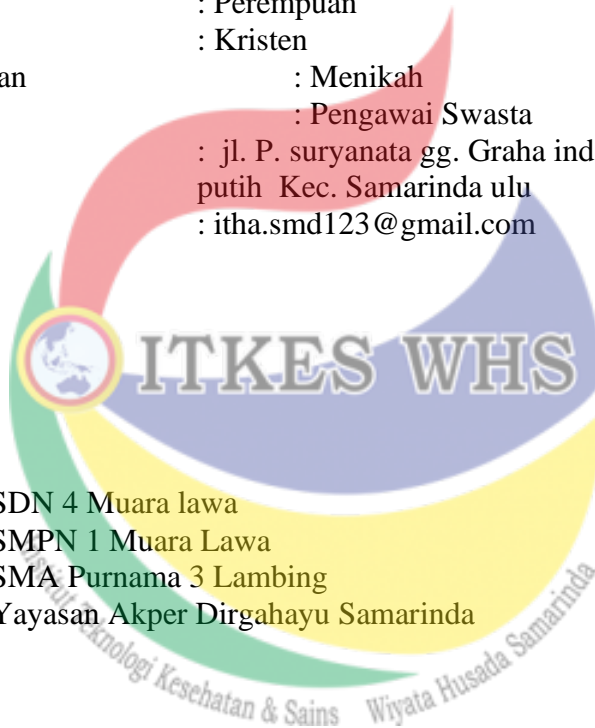 : Perempuan
: Kristen
an : Menikah
: Pengawai Swasta
: jl. P. suryanata gg. Graha ind
putih Kec. Samarinda ulu
: itha.smd123@gmail.com
ITKES WHS
SDN 4 Muara lawa
SMPN 1 Muara Lawa
SMA Purnama 3 Lambing
Yayasan Akper Dirgahayu Samarinda
Institut Teknologi Kesehatan & Sains Wiyata Husada Samarinda